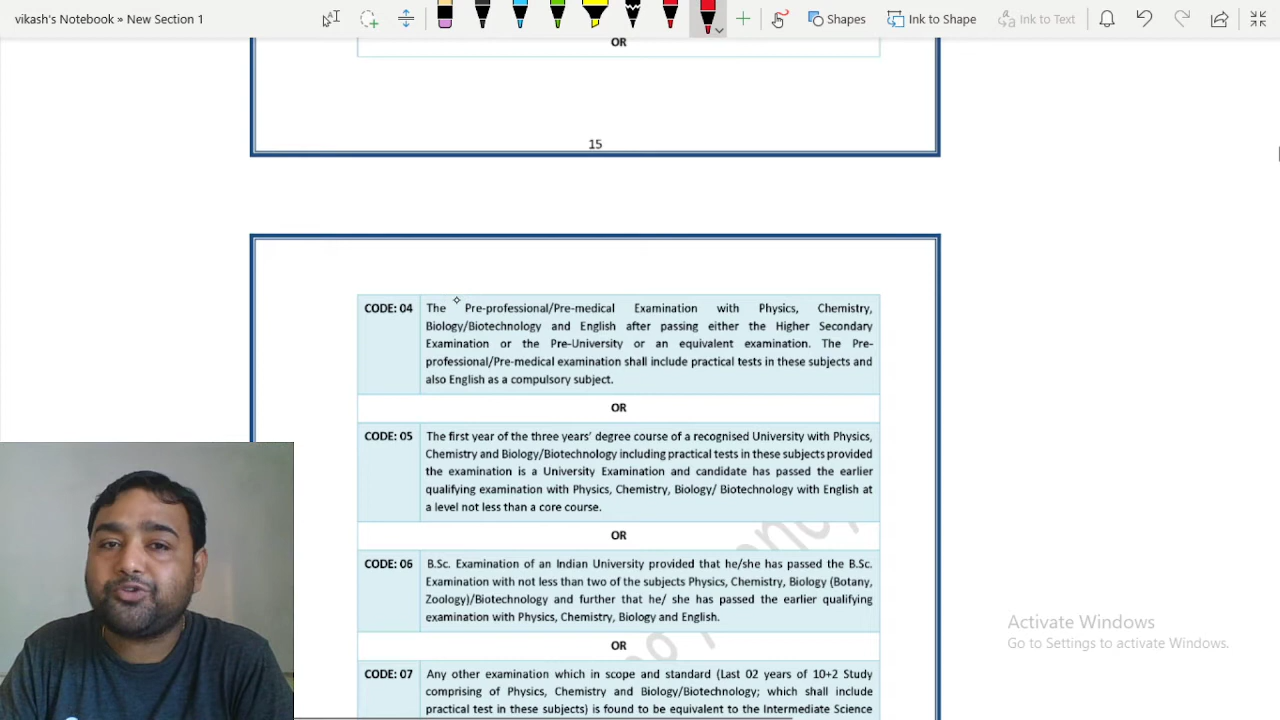 vikash's Notebook » New Section 1
Shapes
Ink to Shape
Ink to Text
OR
15
CODE: 04
The Pre-professional/Pre-medical Examination with Physics, Chemistry,
Biology/Biotechnology and English after passing either the Higher Secondary
Examination or the Pre-University or an equivalent examination. The Pre-
professional/Pre-medical examination shall include practical tests in these subjects and
also English as a compulsory subject.
OR
CODE: 05
The first year of the three years' degree course of a recognised University with Physics,
Chemistry and Biology/Biotechnology including practical tests in these subjects provided
the examination is a University Examination and candidate has passed the earlier
qualifying examination with Physics, Chemistry, Biology/ Biotechnology with English at
a level not less than a core course.
OR
CODE: 06
B.Sc. Examination of an Indian University provided that he/she has passed the B.Sc.
Examination with not less than two of the subjects Physics, Chemistry, Biology (Botany,
Zoology)/Biotechnology and further that he/ she has passed the earlier qualifying
examination with Physics, Chemistry, Biology and English.
OR
CODE: 07
Any other examination which in scope and standard (Last 02 years of 10+2 Study
comprising of Physics, Chemistry and Biology/Biotechnology; which shall include
practical test in these subjects) is found to be equivalent to the Intermediate Science
Activate Windows
Go to Settings to activate Windows.